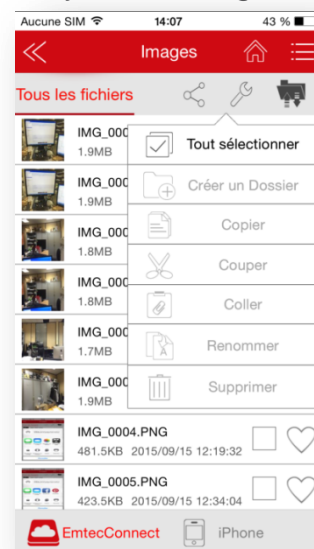 Aucune SIM 14:07 43 %
Images
Tous les fichiers
IMG_000
1.9MB
Tout sélectionner
IMG_000
1.9MB
Créer un Dossier
IMG_000
1.8MB
Copier
Couper
IMG_000
1.8MB
Coller
IMG_000
1.7MB
Renommer
IMG_000
1.9MB
Supprimer
IMG_0004.PNG
481.5KB 2015/09/15 12:19:32
IMG_0005.PNG
423.5KB 2015/09/15 12:34:04
EmtecConnect iPhone